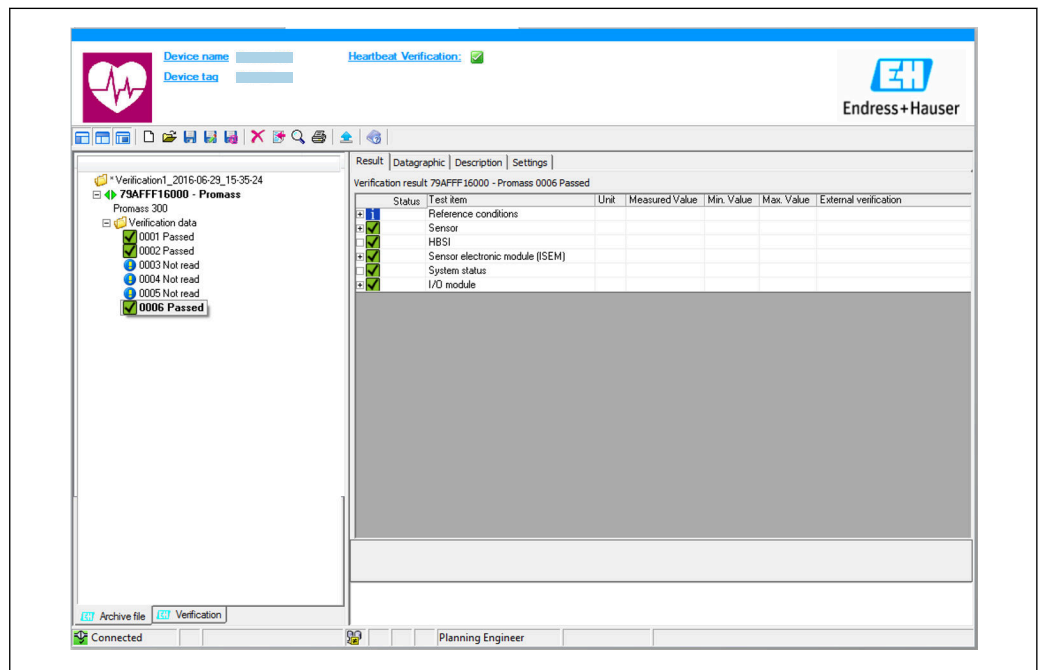 Device name
Device tag
Heartbeat Verification:
Endress+Hauser
* Verification1_2016-06-29_15-35-24
79AFFF16000 - Promass
Promass 300
Verification data
0001 Passed
0002 Passed
0003 Not read
0004 Not read
0005 Not read
0006 Passed
Archive file Verification
Result Datagraphic Description Settings
Verification result 79AFFF16000 - Promass 0006 Passed
Status Test item Unit Measured Value Min. Value Max. Value External verification
Reference conditions
Sensor
HBSI
Sensor electronic module (ISEM)
System status
I/O module
Connected Planning Engineer